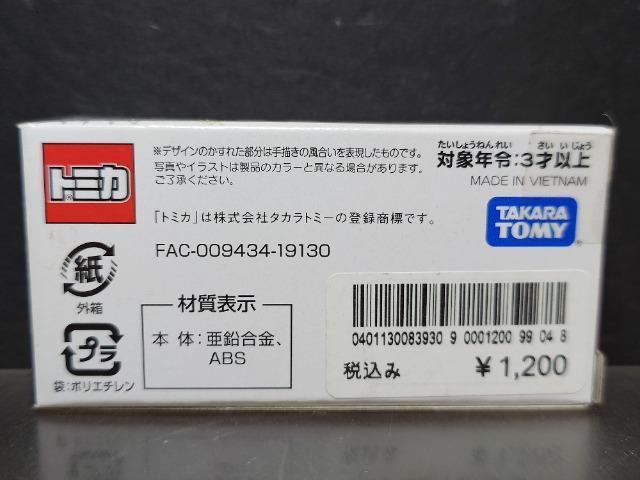 ※デザインのかすれた部分は手描きの風合いを表現したものです。
写真やイラストは製品のカラーと異なる場合があります。
ご了承ください。
たいしょうねんれい さい いじょう
対象年令:3才以上
MADE IN VIETNAM
トミカ
®
「トミカ」は株式会社タカラトミーの登録商標です。
TAKARA
TOMY
®
FAC-009434-19130
紙
外箱
プラ
袋:ポリエチレン
材質表示
本 体:亜鉛合金、
ABS
0401130083930 9 0001200 99 04 8
税込み ¥1,200